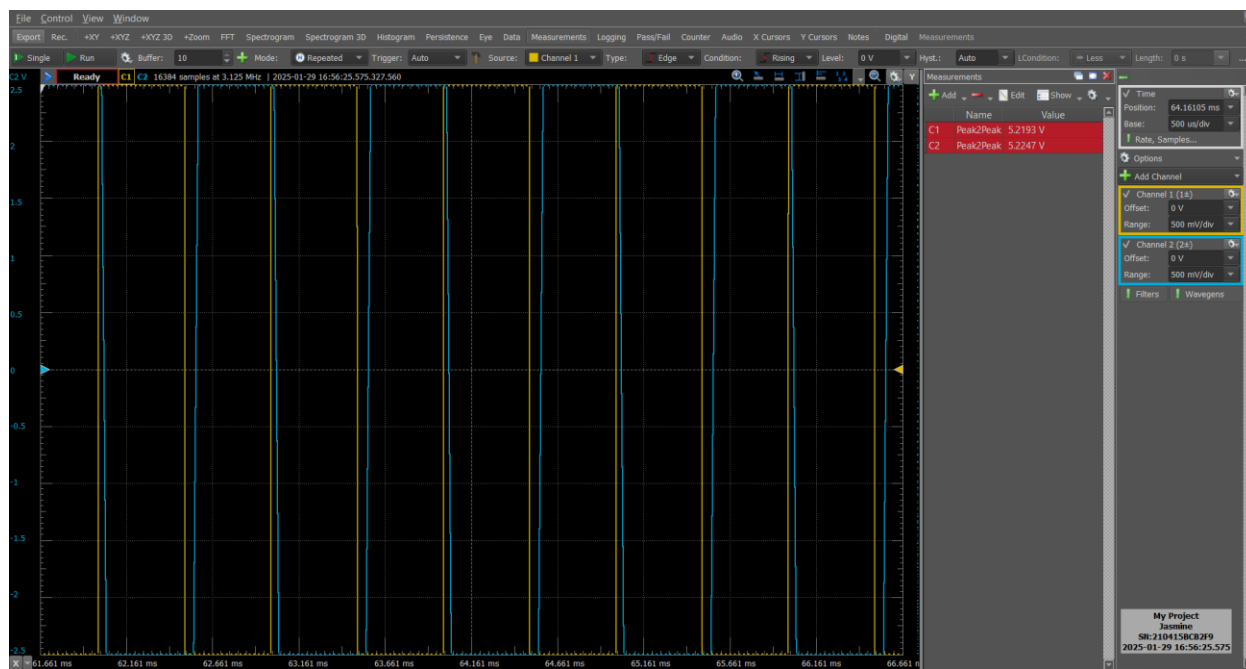 File Control View Window
Export Rec. +XY +XYZ +XYZ 3D +Zoom FFT Spectrogram Spectrogram 3D Histogram Persistence Eye Data Measurements Logging Pass/Fail Counter Audio X Cursors Y Cursors Notes Digital Measurements
Single Run Buffer: 10 Mode: Repeated Trigger: Auto Source: Channel 1 Type: Edge Condition: Rising Level: 0 V Hyst.: Auto LCondition: Less Length: 0 s ...
C2 V Ready C1 C2 16384 samples at 3.125 MHz | 2025-01-29 16:56:25.575.327.560 Y
2.5
2
1.5
1
0.5
0
-0.5
-1
-1.5
-2
-2.5
X 61.661 ms 62.161 ms 62.661 ms 63.161 ms 63.661 ms 64.161 ms 64.661 ms 65.161 ms 65.661 ms 66.161 ms 66.661 n
Measurements
Add Edit Show
Name Value
C1 Peak2Peak 5.2193 V
C2 Peak2Peak 5.2247 V
Time
Position: 64.16105 ms
Base: 500 us/div
Rate, Samples...
Options
Add Channel
Channel 1 (1±)
Offset: 0 V
Range: 500 mV/div
Channel 2 (2±)
Offset: 0 V
Range: 500 mV/div
Filters Wavegens
My Project
Jasmine
SN:210415BCB2F9
2025-01-29 16:56:25.575